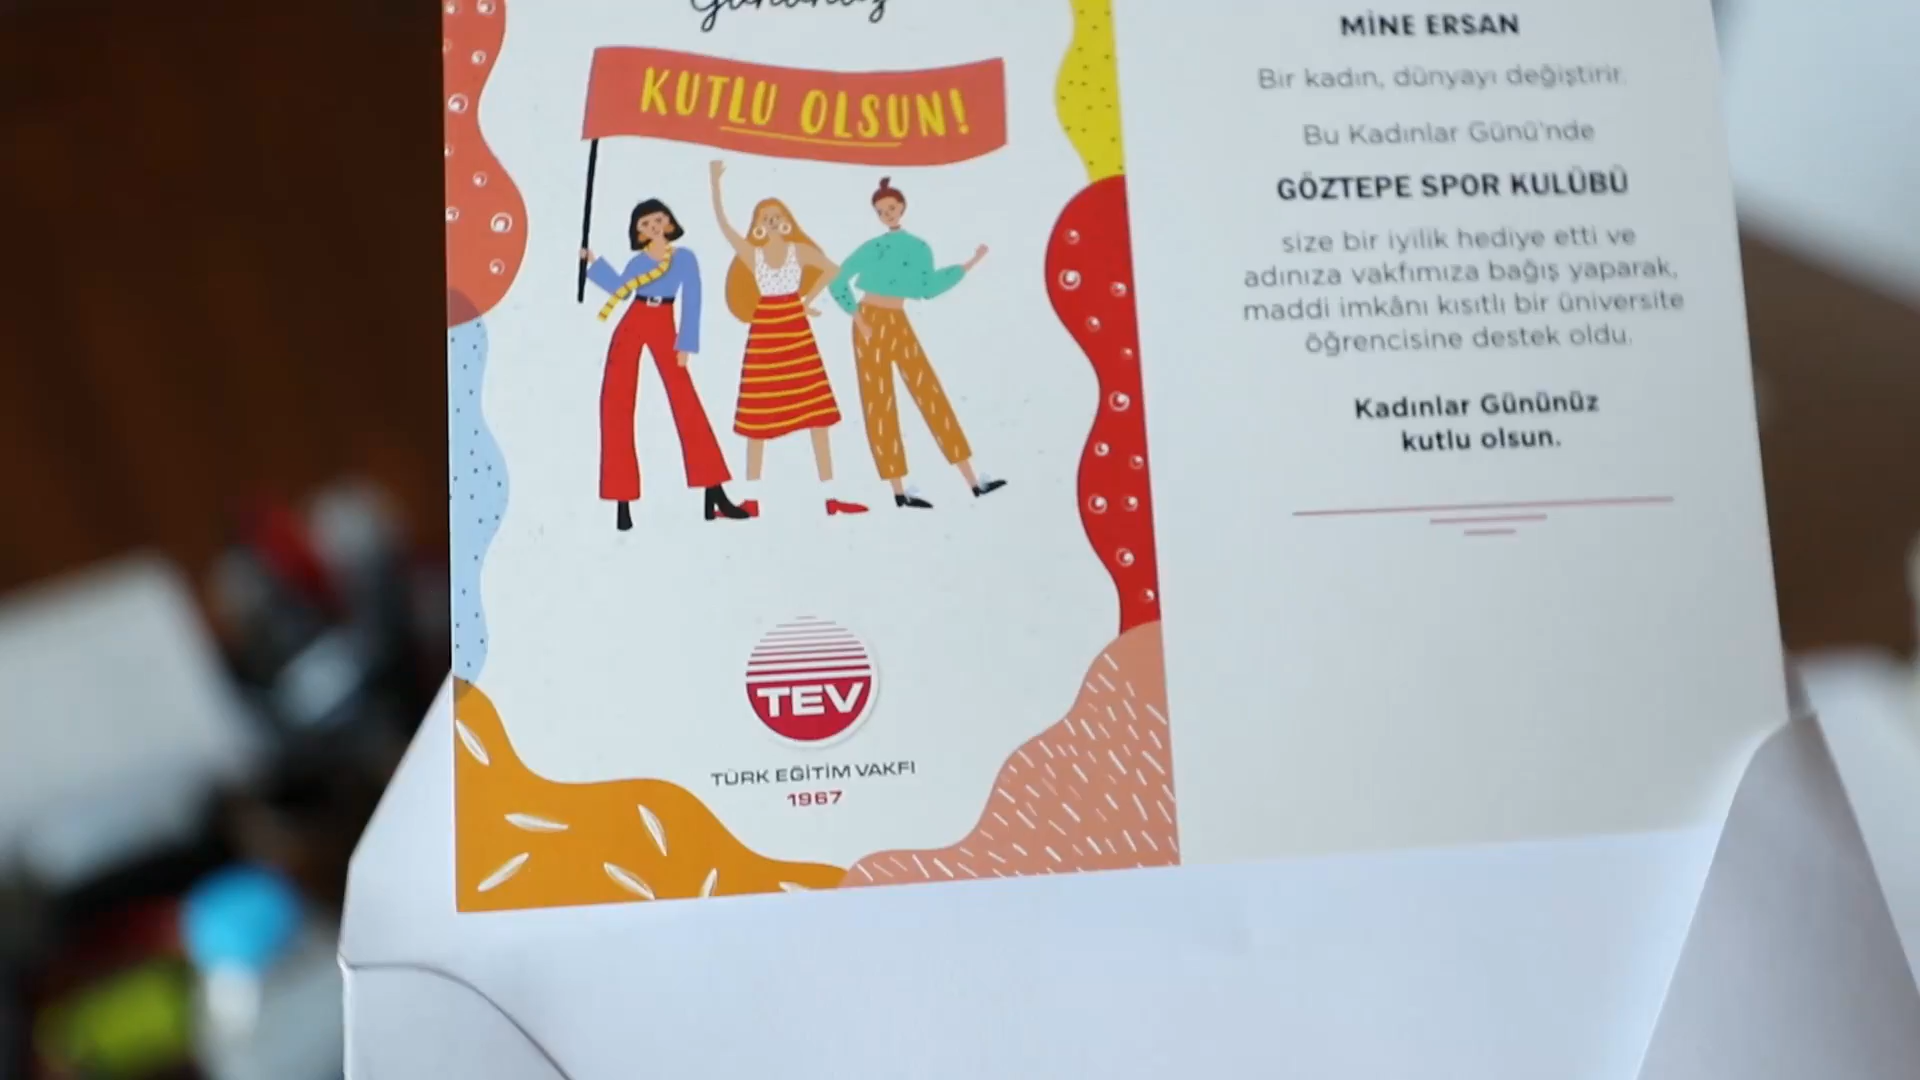 Gününüz
KUTLU OLSUN!
TEV
TÜRK EĞİTİM VAKFI
1967
MİNE ERSAN
Bir kadın, dünyayı değiştirir.
Bu Kadınlar Günü'nde
GÖZTEPE SPOR KULÜBÜ
size bir iyilik hediye etti ve
adınıza vakfımıza bağış yaparak,
maddi imkânı kısıtlı bir üniversite
öğrencisine destek oldu.
Kadınlar Gününüz
kutlu olsun.